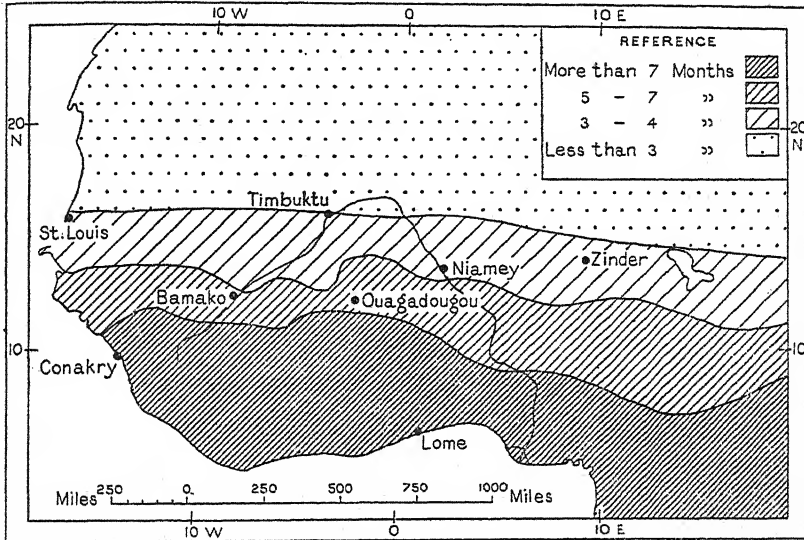 10 W 0 10 E
REFERENCE
More than 7 Months
5 - 7 »
3 - 4 »
Less than 3 »
20
N
20
N
Timbuktu
St. Louis
Niamey
Zinder
Bamako
Ouagadougou
10
10
Conakry
Lome
Miles 250 0 250 500 750 1000 Miles
10 W 0 10 E